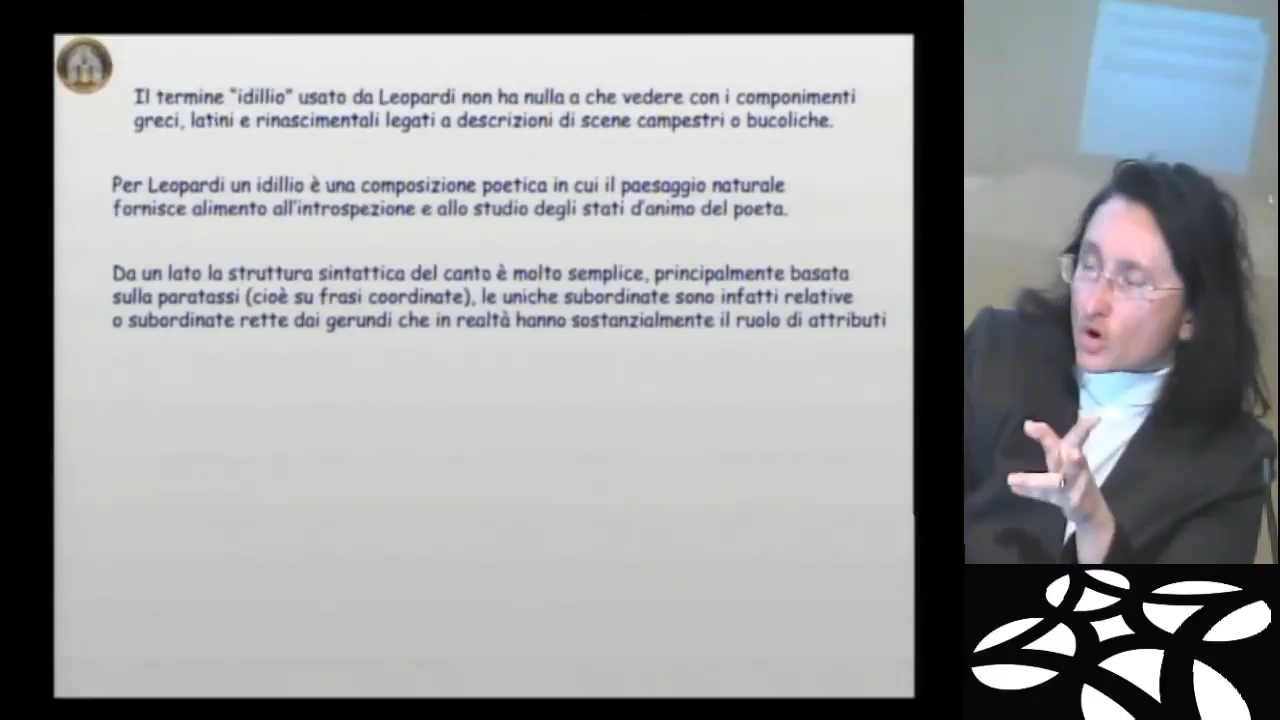 Il termine "idillio" usato da Leopardi non ha nulla a che vedere con i componimenti
greci, latini e rinascimentali legati a descrizioni di scene campestri o bucoliche.
Per Leopardi un idillio è una composizione poetica in cui il paesaggio naturale
fornisce alimento all'introspezione e allo studio degli stati d'animo del poeta.
Da un lato la struttura sintattica del canto è molto semplice, principalmente basata
sulla paratassi (cioè su frasi coordinate), le uniche subordinate sono infatti relative
o subordinate rette dai gerundi che in realtà hanno sostanzialmente il ruolo di attributi